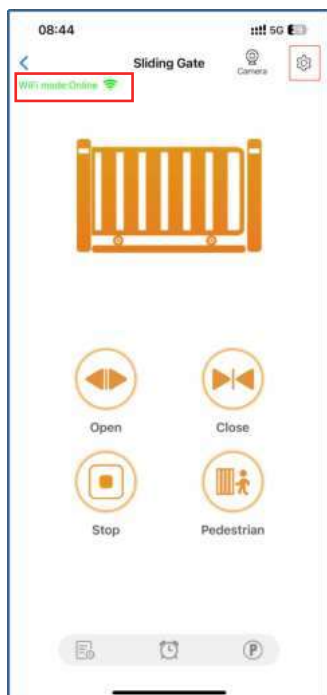 08:44 5G
Sliding Gate
Camera
WiFi mode:Online
Open Close
Stop Pedestrian
P